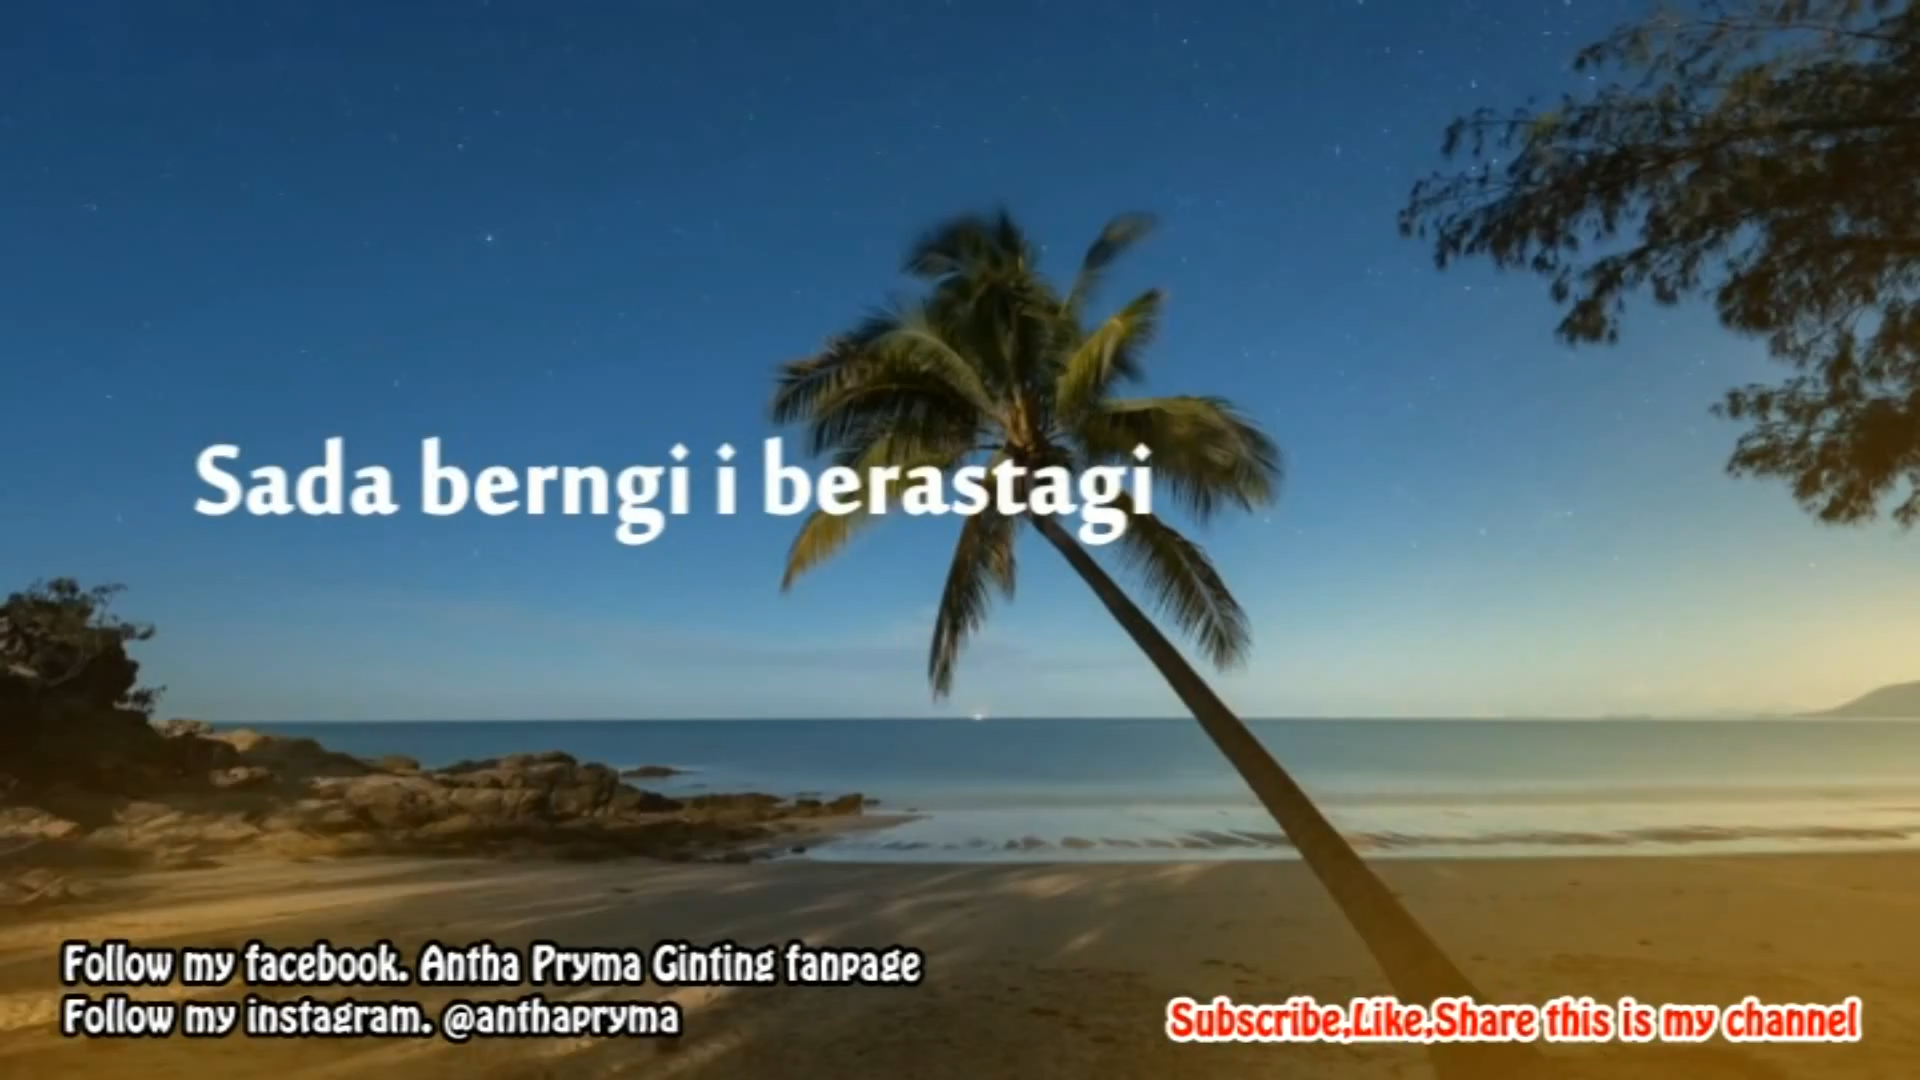 Sada berngi i berastagi
Follow my facebook. Antha Pryma Ginting fanpage
Follow my instagram. @anthapryma
Subscribe,Like,Share this is my channel